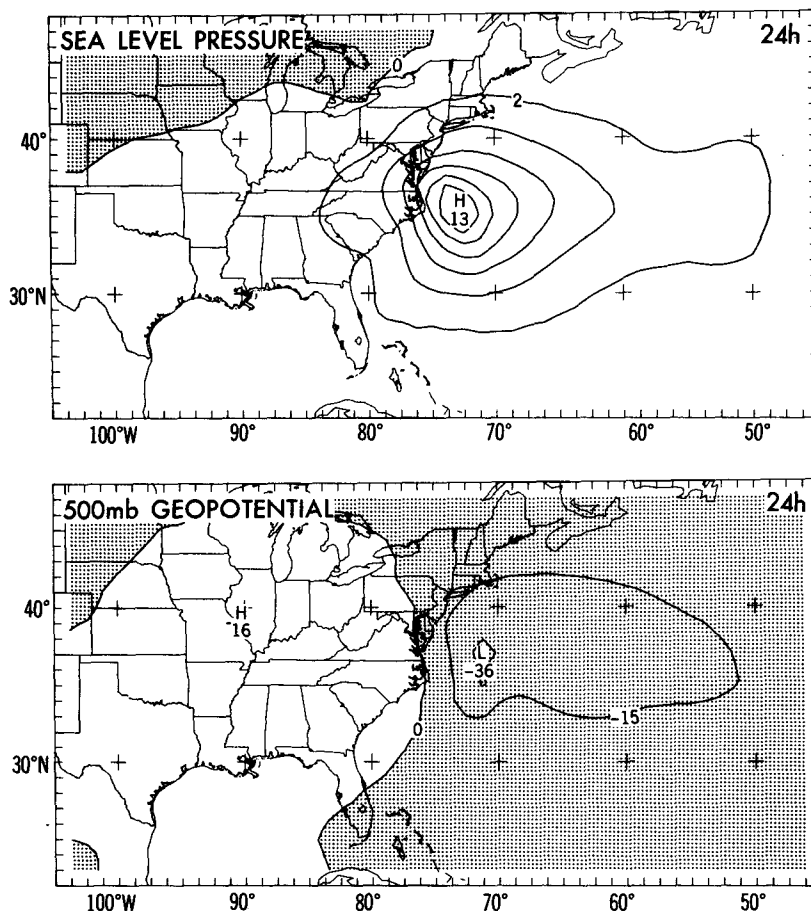 SEA LEVEL PRESSURE 24h
0
2
40°
H
13
30°N
100°W 90° 80° 70° 60° 50°
500mb GEOPOTENTIAL 24h
40°
H
16
L
-36
-15
0
30°N
100°W 90° 80° 70° 60° 50°